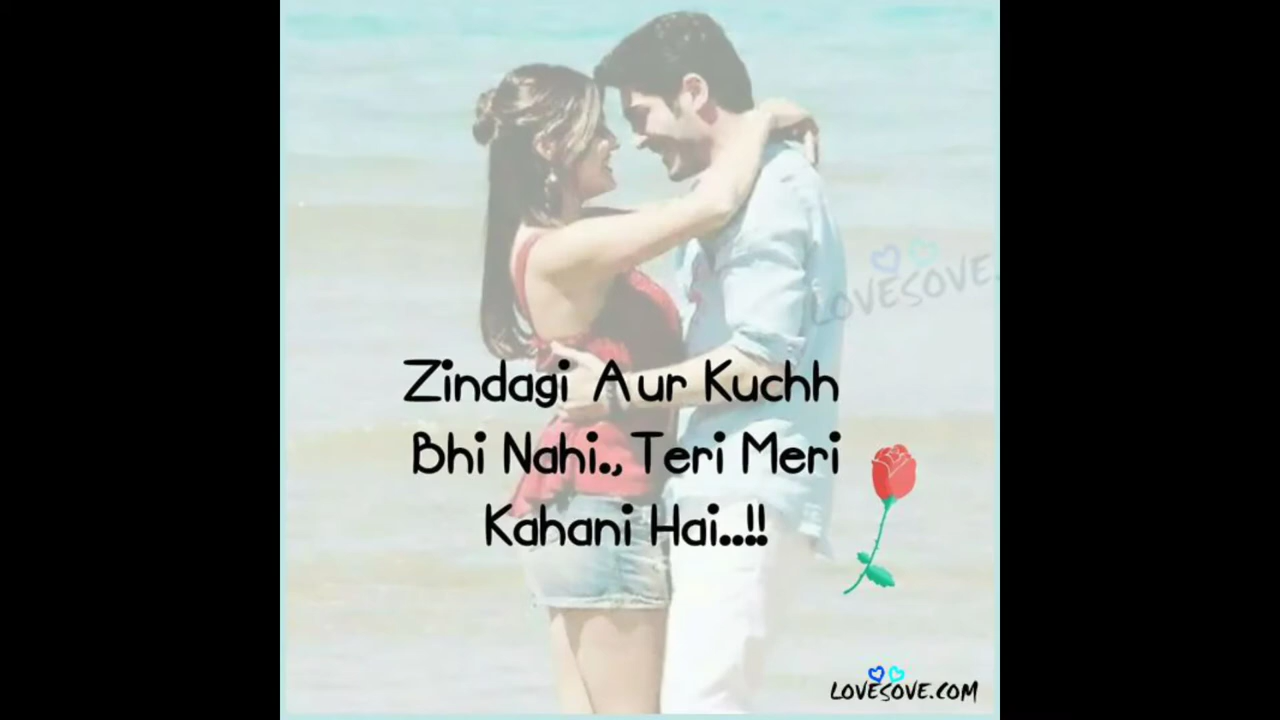 LOVESOVE.
Zindagi Aur Kuchh
Bhi Nahi., Teri Meri
Kahani Hai..!!
LOVESOVE.COM